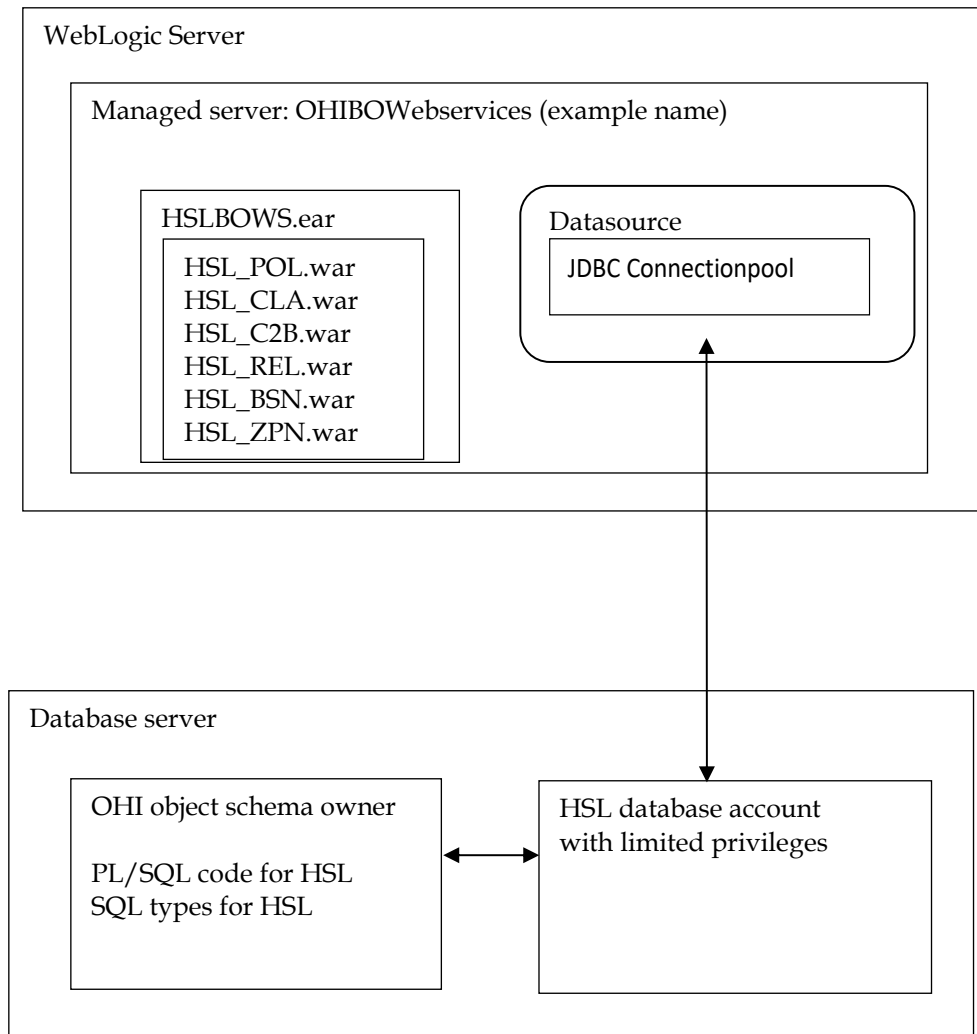 WebLogic Server
Managed server: OHIBOWebservices (example name)
HSLBOWS.ear
HSL_POL.war
HSL_CLA.war
HSL_C2B.war
HSL_REL.war
HSL_BSN.war
HSL_ZPN.war
Datasource
JDBC Connectionpool
Database server
OHI object schema owner
PL/SQL code for HSL
SQL types for HSL
HSL database account
with limited privileges